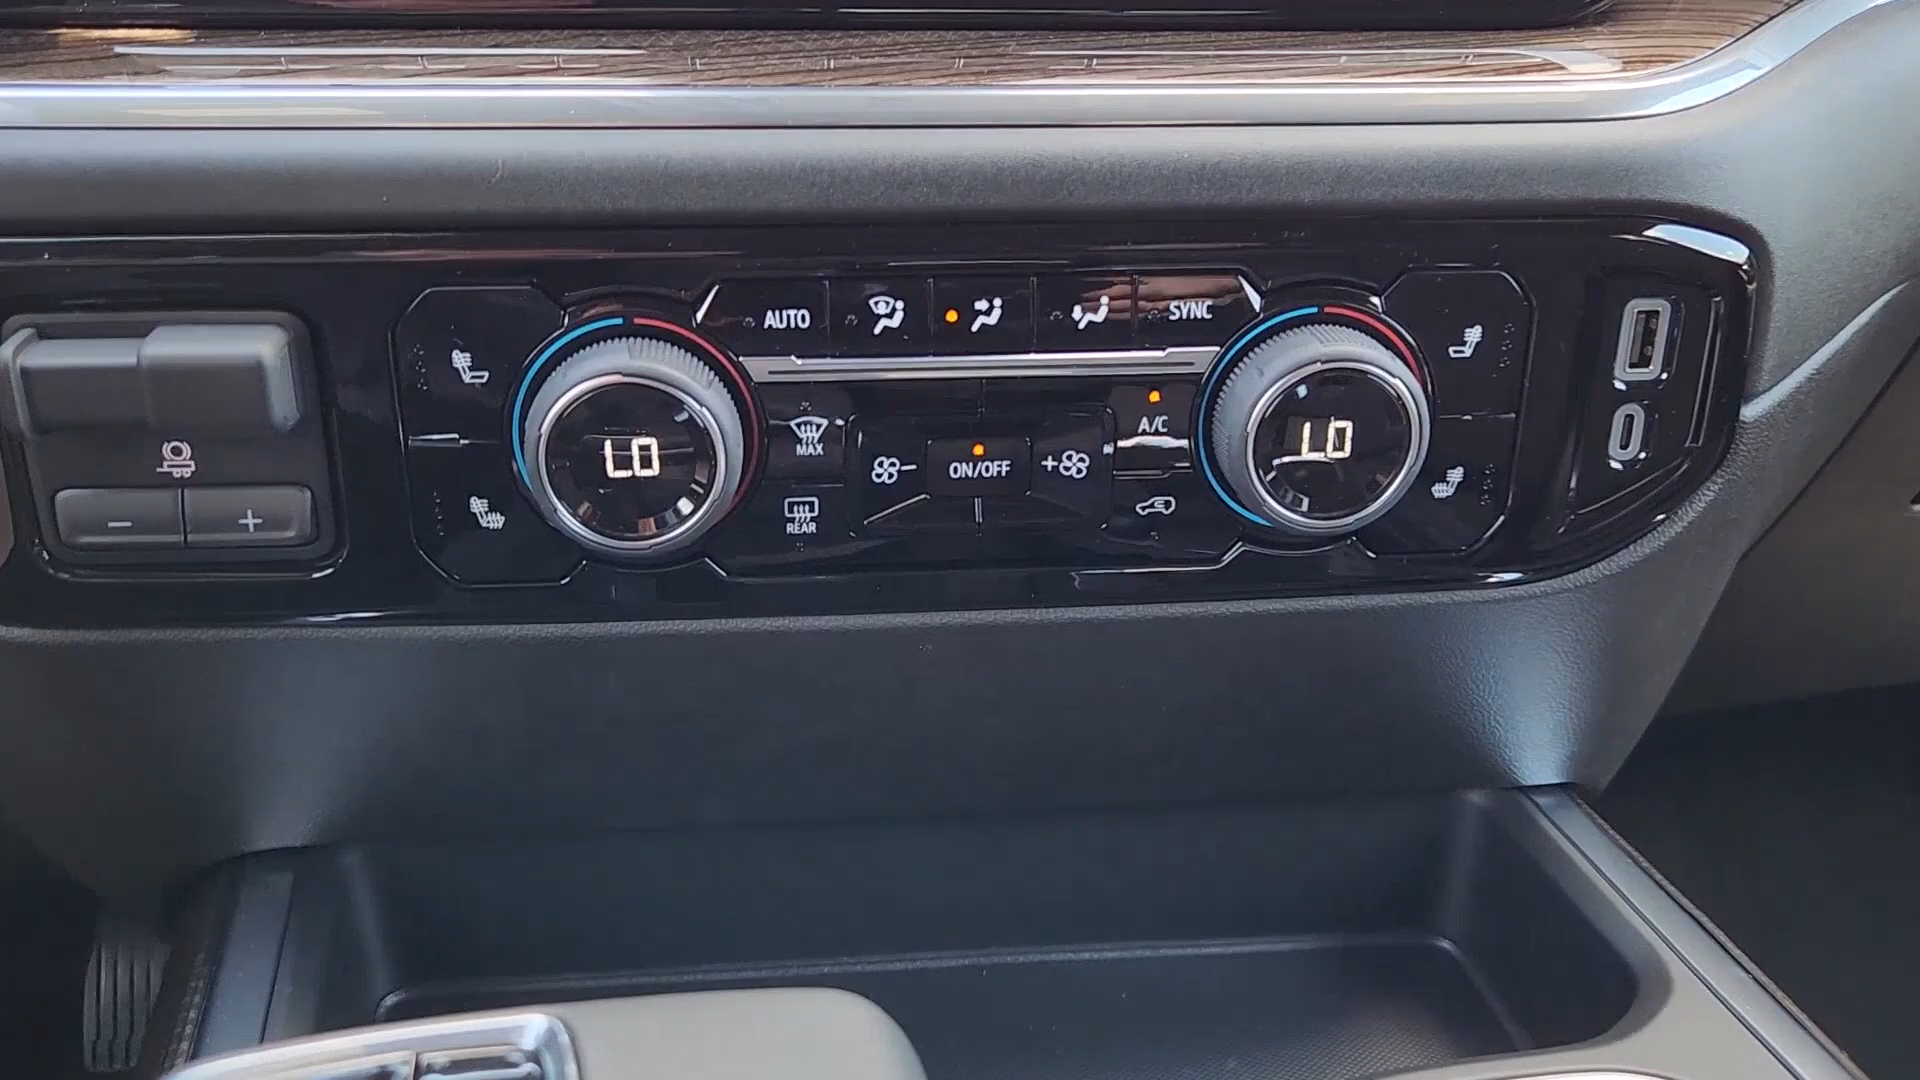 AUTO
SYNC
LO
MAX
ON/OFF
A/C
LO
REAR